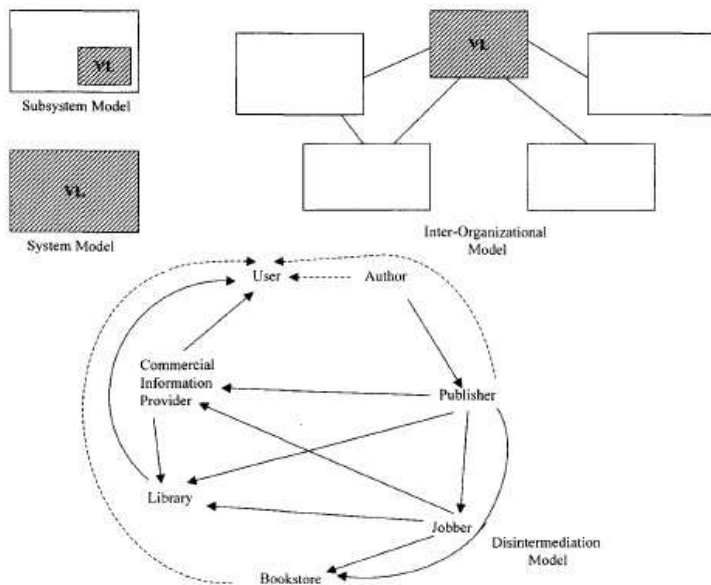 VL
Subsystem Model
VL
System Model
VL
Inter-Organizational
Model
User
Author
Commercial
Information
Provider
Publisher
Library
Jobber
Disintermediation
Model
Bookstore